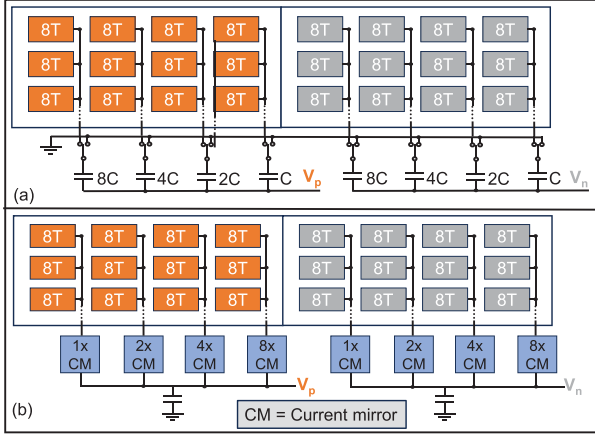 8T 8T 8T 8T 8T 8T 8T 8T
8T 8T 8T 8T 8T 8T 8T 8T
8T 8T 8T 8T 8T 8T 8T 8T
8C 4C 2C C Vp 8C 4C 2C C Vn
(a)
8T 8T 8T 8T 8T 8T 8T 8T
8T 8T 8T 8T 8T 8T 8T 8T
8T 8T 8T 8T 8T 8T 8T 8T
1x 2x 4x 8x 1x 2x 4x 8x
CM CM CM CM CM CM CM CM
Vp Vn
(b)
CM = Current mirror